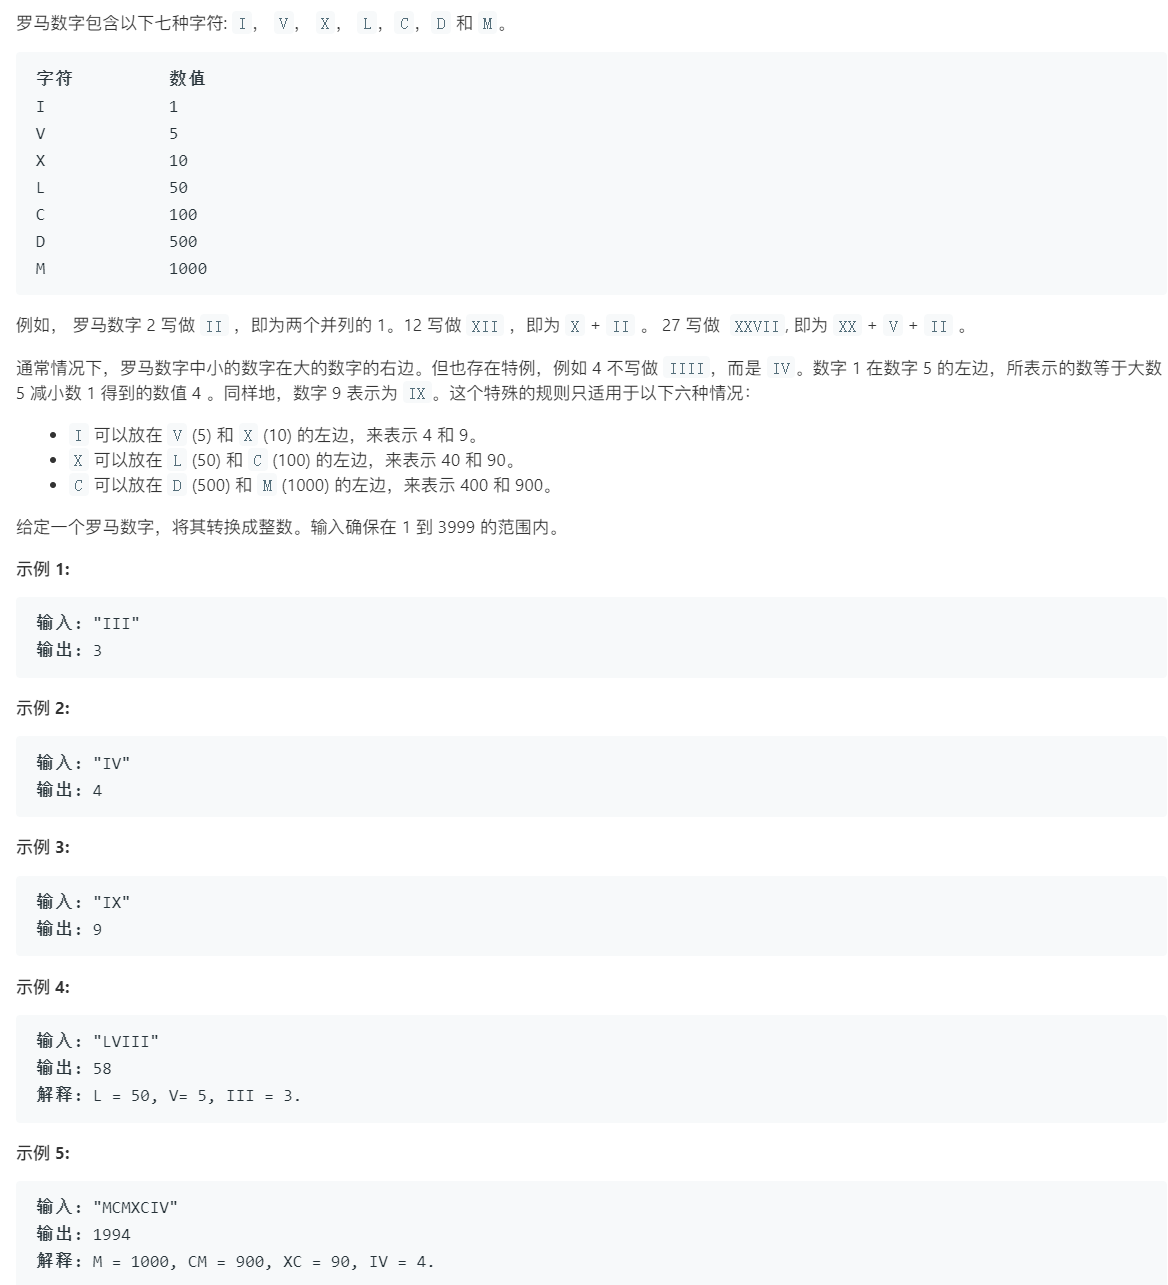 罗马数字包含以下七种字符: I， V， X， L，C，D 和 M。
字符 数值
I 1
V 5
X 10
L 50
C 100
D 500
M 1000
例如， 罗马数字 2 写做 II ，即为两个并列的 1。12 写做 XII ，即为 X + II 。 27 写做 XXVII, 即为 XX + V + II 。
通常情况下，罗马数字中小的数字在大的数字的右边。但也存在特例，例如 4 不写做 IIII，而是 IV。数字 1 在数字 5 的左边，所表示的数等于大数
5 减小数 1 得到的数值 4 。同样地，数字 9 表示为 IX。这个特殊的规则只适用于以下六种情况：
• I 可以放在 V (5) 和 X (10) 的左边，来表示 4 和 9。
• X 可以放在 L (50) 和 C (100) 的左边，来表示 40 和 90。
• C 可以放在 D (500) 和 M (1000) 的左边，来表示 400 和 900。
给定一个罗马数字，将其转换成整数。输入确保在 1 到 3999 的范围内。
示例 1:
输入: "III"
输出: 3
示例 2:
输入: "IV"
输出: 4
示例 3:
输入: "IX"
输出: 9
示例 4:
输入: "LVIII"
输出: 58
解释: L = 50, V= 5, III = 3.
示例 5:
输入: "MCMXCIV"
输出: 1994
解释: M = 1000, CM = 900, XC = 90, IV = 4.